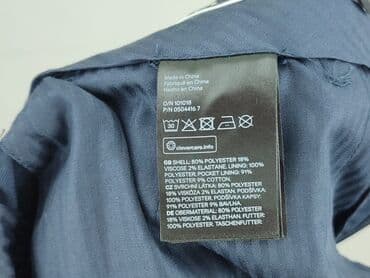 Made in China
Fabriqué en Chine
Hecho en China
O/N 101018
P/N 0504416 7
30
clevercare.info
GB SHELL: 80% POLYESTER 18%
VISCOSE 2% ELASTANE. LINING: 100%
POLYESTER. POCKET LINING: 91%
POLYESTER 9% COTTON.
CZ SVRCHNÍ LÁTKA: 80% POLYESTER
18% VISKÓZA 2% ELASTAN. PODŠÍVKA:
100% POLYESTER. PODŠÍVKA KAPSY:
91% POLYESTER 9% BAVLNA.
DE OBERMATERIAL: 80% POLYESTER
18% VISKOSE 2% ELASTHAN. FUTTER:
100% POLYESTER. TASCHENFUTTER: